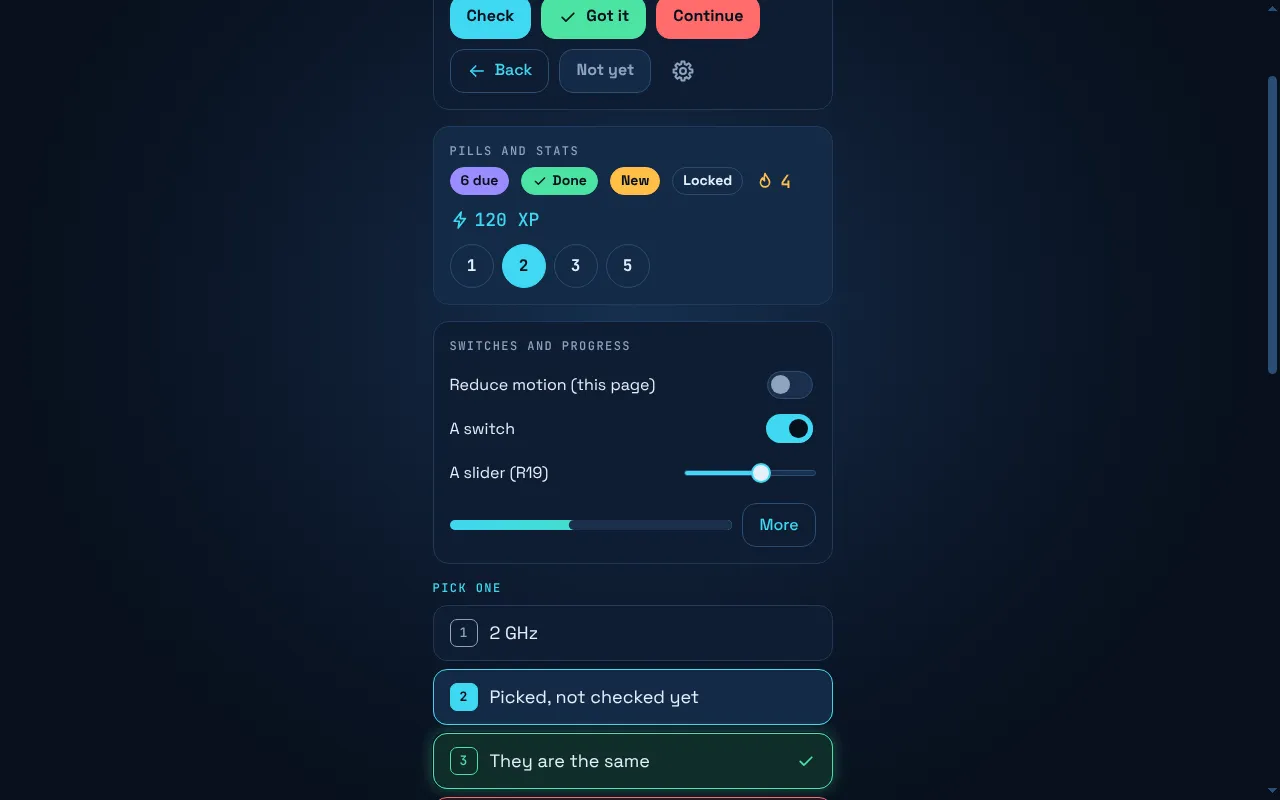 Check Got it Continue
Back Not yet
PILLS AND STATS
6 due Done New Locked 4
120 XP
1 2 3 5
SWITCHES AND PROGRESS
Reduce motion (this page)
A switch
A slider (R19)
More
PICK ONE
1 2 GHz
2 Picked, not checked yet
3 They are the same